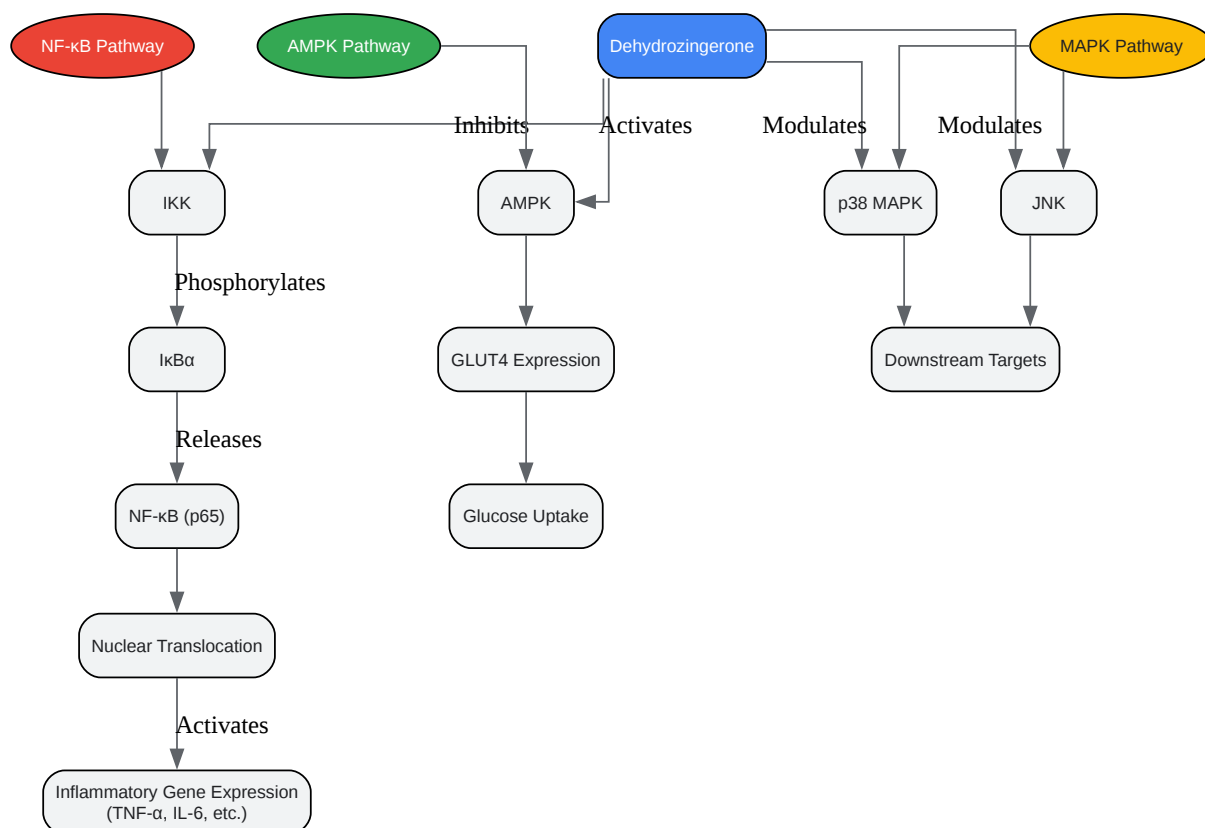 NF-κB Pathway
AMPK Pathway
Dehydrozingerone
MAPK Pathway
Inhibits
Activates
Modulates
Modulates
IKK
AMPK
p38 MAPK
JNK
Phosphorylates
IκBα
GLUT4 Expression
Downstream Targets
Releases
NF-κB (p65)
Glucose Uptake
Nuclear Translocation
Activates
Inflammatory Gene Expression
(TNF-α, IL-6, etc.)